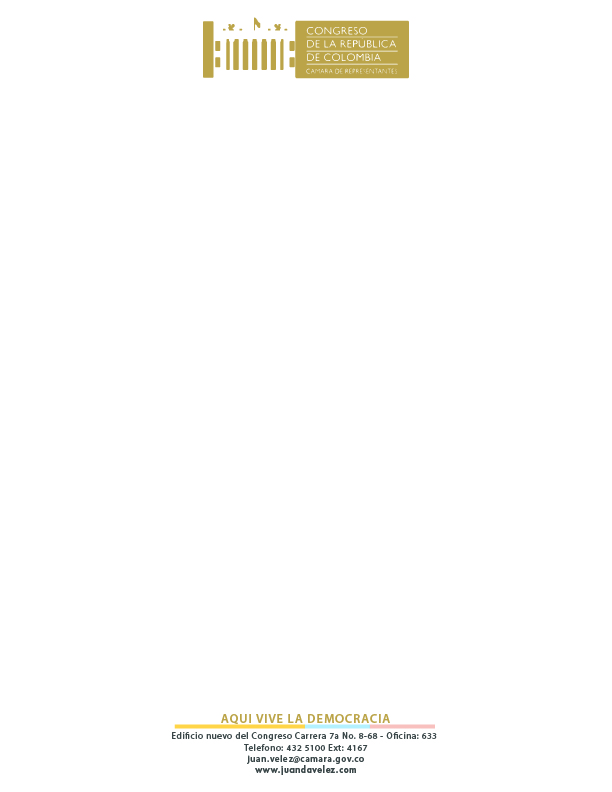 CONGRESO
DE LA REPÚBLICA
DE COLOMBIA
CÁMARA DE REPRESENTANTES
AQUI VIVE LA DEMOCRACIA
Edificio nuevo del Congreso Carrera 7a No. 8-68 - Oficina: 633
Telefono: 432 5100 Ext: 4167
juan.velez@camara.gov.co
www.juandavelez.com